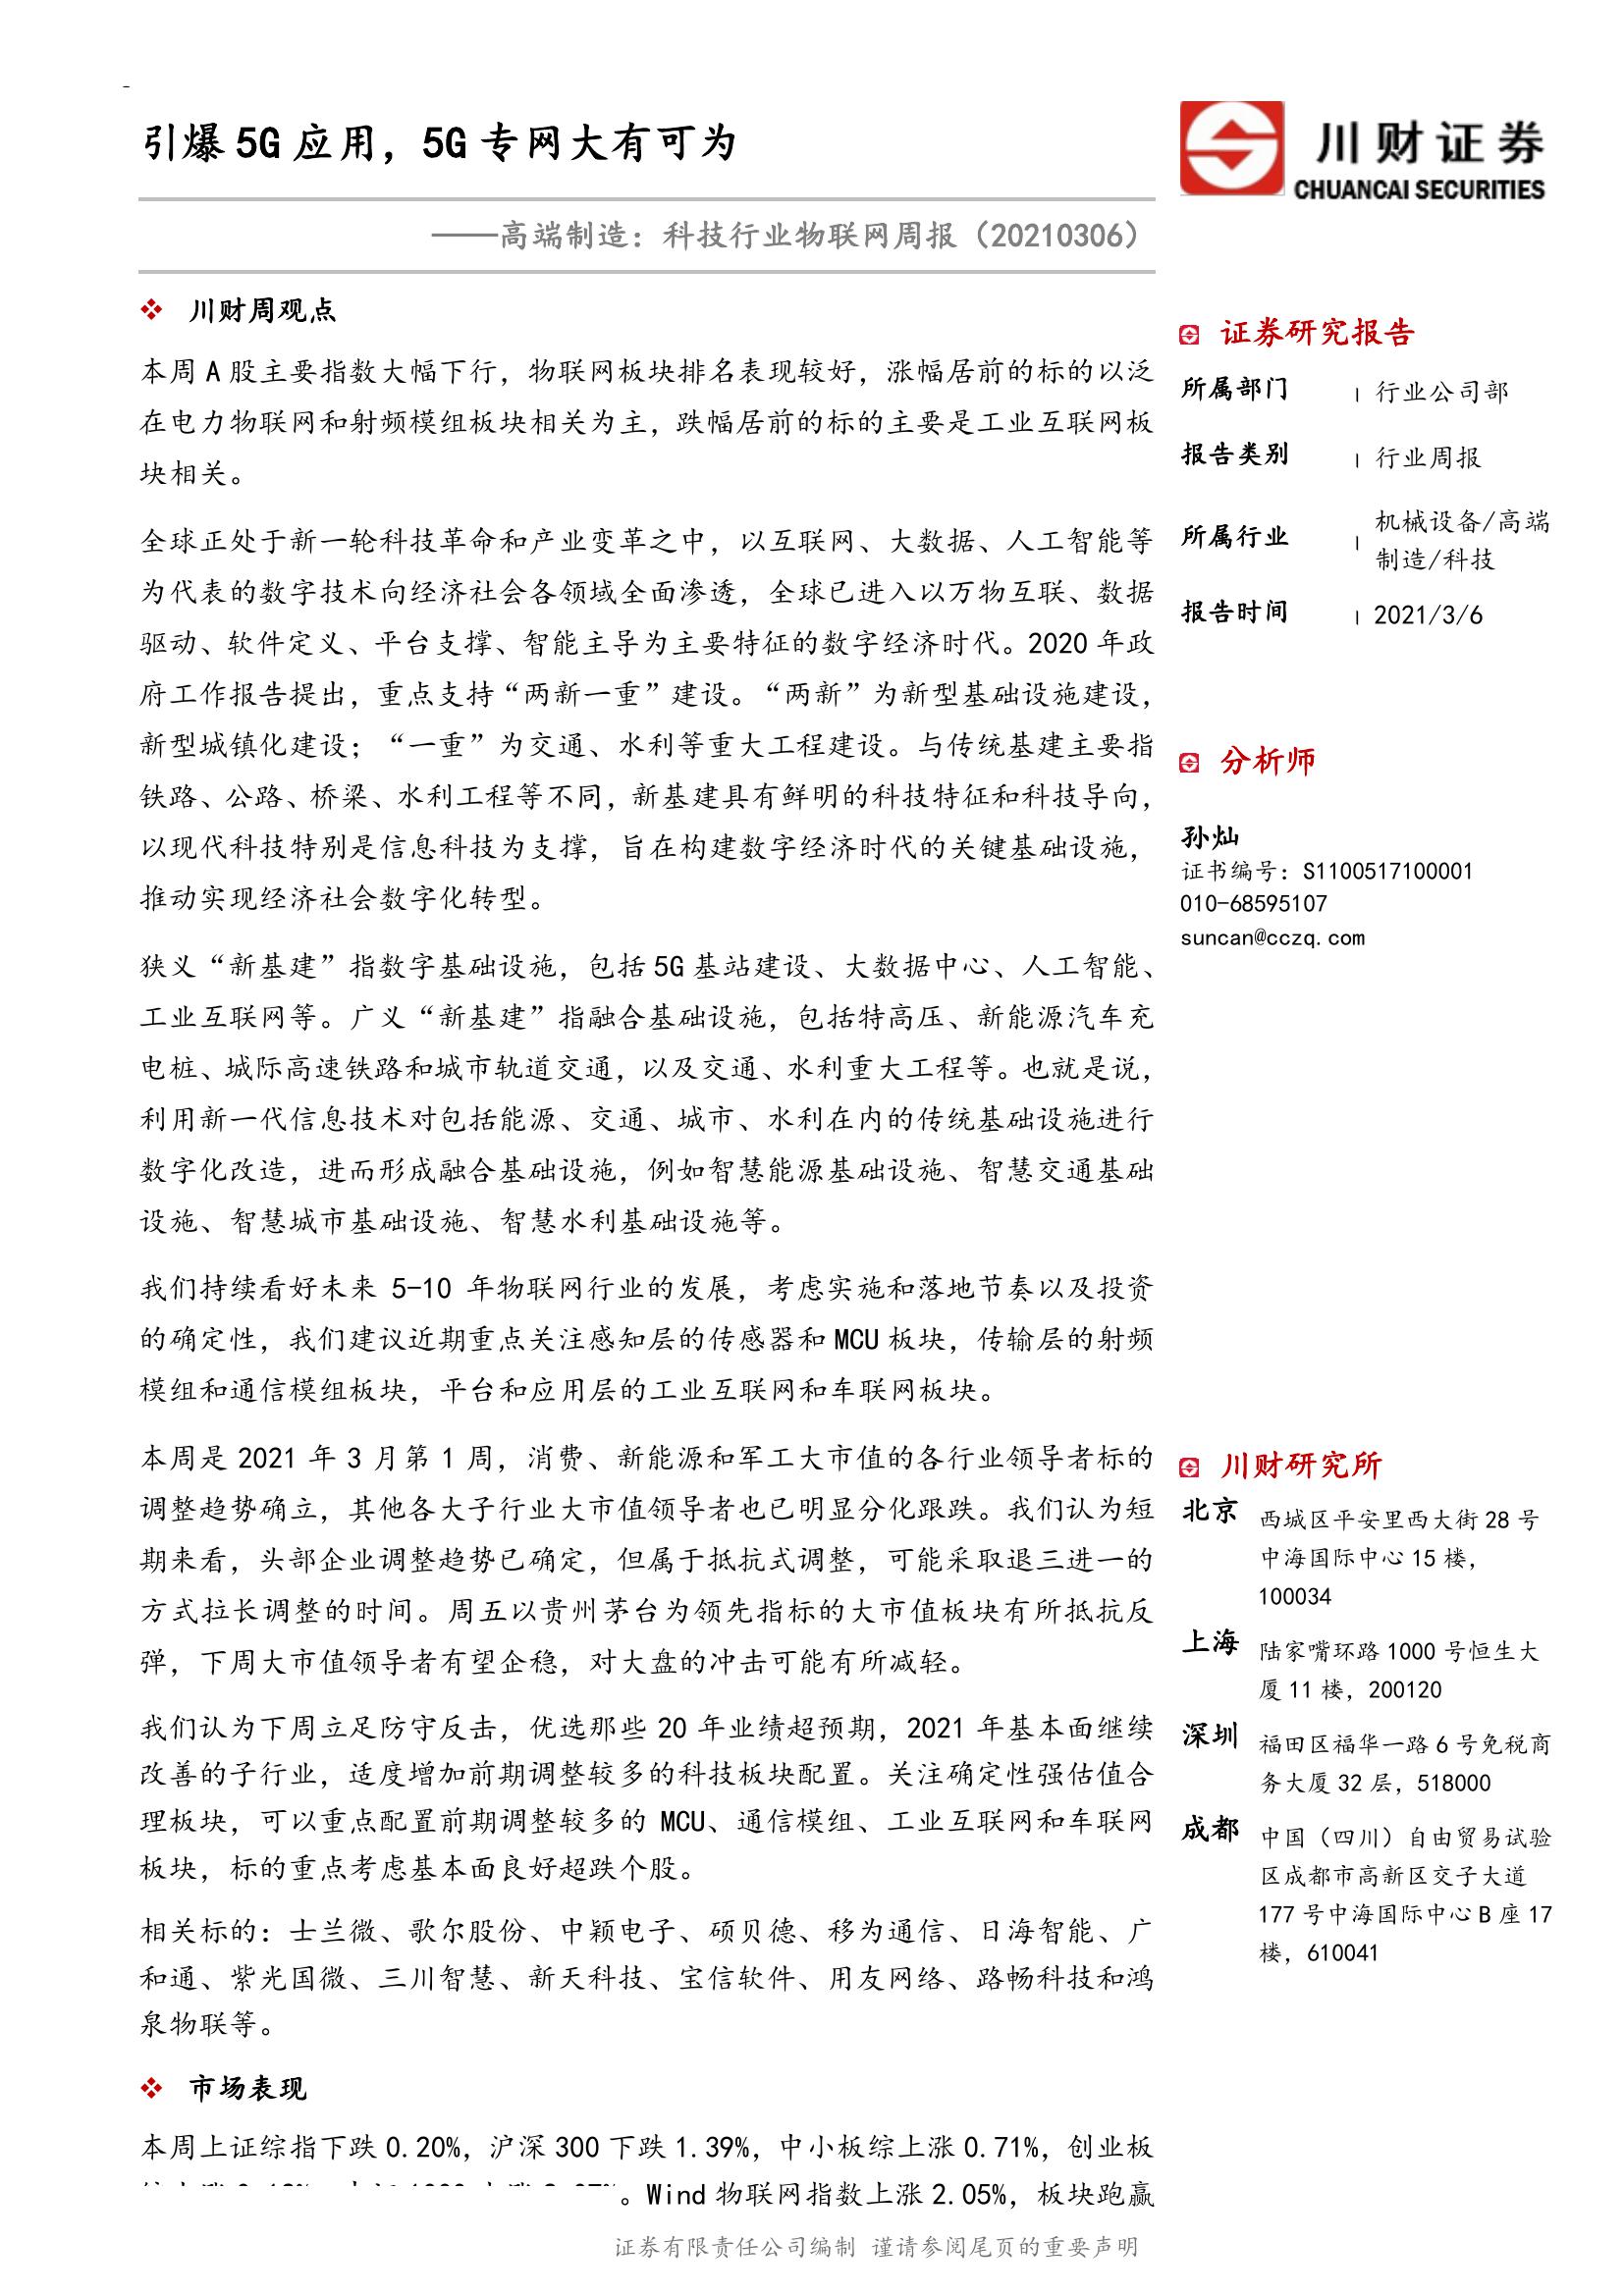 引爆 5G 应用，5G 专网大有可为
——高端制造：科技行业物联网周报（20210306）
❖ 川财周观点
本周 A 股主要指数大幅下行，物联网板块排名表现较好，涨幅居前的标的以泛
在电力物联网和射频模组板块相关为主，跌幅居前的标的主要是工业互联网板
块相关。
全球正处于新一轮科技革命和产业变革之中，以互联网、大数据、人工智能等
为代表的数字技术向经济社会各领域全面渗透，全球已进入以万物互联、数据
驱动、软件定义、平台支撑、智能主导为主要特征的数字经济时代。2020 年政
府工作报告提出，重点支持“两新一重”建设。“两新”为新型基础设施建设，
新型城镇化建设；“一重”为交通、水利等重大工程建设。与传统基建主要指
铁路、公路、桥梁、水利工程等不同，新基建具有鲜明的科技特征和科技导向，
以现代科技特别是信息科技为支撑，旨在构建数字经济时代的关键基础设施，
推动实现经济社会数字化转型。
狭义“新基建”指数字基础设施，包括 5G 基站建设、大数据中心、人工智能、
工业互联网等。广义“新基建”指融合基础设施，包括特高压、新能源汽车充
电桩、城际高速铁路和城市轨道交通，以及交通、水利重大工程等。也就是说，
利用新一代信息技术对包括能源、交通、城市、水利在内的传统基础设施进行
数字化改造，进而形成融合基础设施，例如智慧能源基础设施、智慧交通基础
设施、智慧城市基础设施、智慧水利基础设施等。
我们持续看好未来 5-10 年物联网行业的发展，考虑实施和落地节奏以及投资
的确定性，我们建议近期重点关注感知层的传感器和 MCU 板块，传输层的射频
模组和通信模组板块，平台和应用层的工业互联网和车联网板块。
本周是 2021 年 3 月第 1 周，消费、新能源和军工大市值的各行业领导者标的
调整趋势确立，其他各大子行业大市值领导者也已明显分化跟跌。我们认为短
期来看，头部企业调整趋势已确定，但属于抵抗式调整，可能采取退三进一的
方式拉长调整的时间。周五以贵州茅台为领先指标的大市值板块有所抵抗反
弹，下周大市值领导者有望企稳，对大盘的冲击可能有所减轻。
我们认为下周立足防守反击，优选那些 20 年业绩超预期，2021 年基本面继续
改善的子行业，适度增加前期调整较多的科技板块配置。关注确定性强估值合
理板块，可以重点配置前期调整较多的 MCU、通信模组、工业互联网和车联网
板块，标的重点考虑基本面良好超跌个股。
相关标的：士兰微、歌尔股份、中颖电子、硕贝德、移为通信、日海智能、广
和通、紫光国微、三川智慧、新天科技、宝信软件、用友网络、路畅科技和鸿
泉物联等。
❖ 市场表现
本周上证综指下跌 0.20%，沪深 300 下跌 1.39%，中小板综上涨 0.71%，创业板
。Wind 物联网指数上涨 2.05%，板块跑赢
证券有限责任公司编制 谨请参阅尾页的重要声明
川财证券
CHUANCAI SECURITIES
证券研究报告
所属部门 | 行业公司部
报告类别 | 行业周报
所属行业 | 机械设备/高端
制造/科技
报告时间 | 2021/3/6
分析师
孙灿
证书编号：S1100517100001
010-68595107
suncan@cczq.com
川财研究所
北京 西城区平安里西大街 28 号
中海国际中心 15 楼，
100034
上海 陆家嘴环路 1000 号恒生大
厦 11 楼，200120
深圳 福田区福华一路 6 号免税商
务大厦 32 层，518000
成都 中国（四川）自由贸易试验
区成都市高新区交子大道
177 号中海国际中心 B 座 17
楼，610041